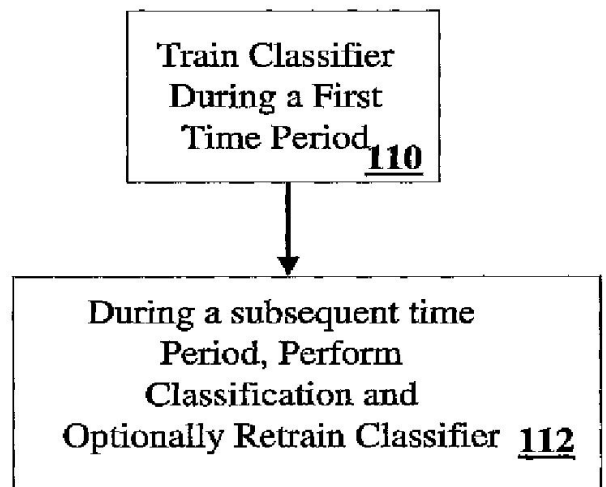 Train Classifier
During a First
Time Period 110
During a subsequent time
Period, Perform
Classification and
Optionally Retrain Classifier 112